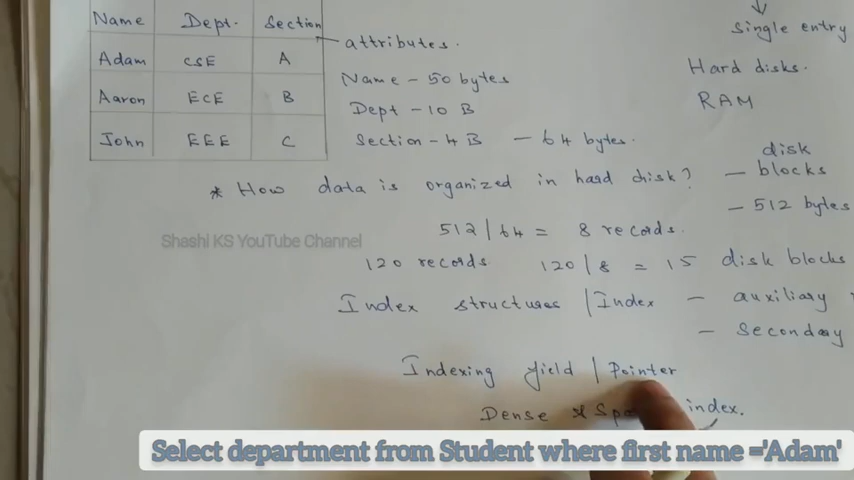 Name Dept. Section
Adam CSE A
Aaron ECE B
John EEE C
attributes.
Name - 50 bytes
Dept - 10 B
Section - 4 B - 64 bytes.
single entry
Hard disks.
RAM
* How data is organized in hard disk? - disk blocks
- 512 bytes
512 / 64 = 8 records.
120 records 120 / 8 = 15 disk blocks
Index structures / Index - auxiliary
- Secondary
Indexing field / Pointer
Dense & index.
Shashi KS YouTube Channel
Select department from Student where first name ='Adam'